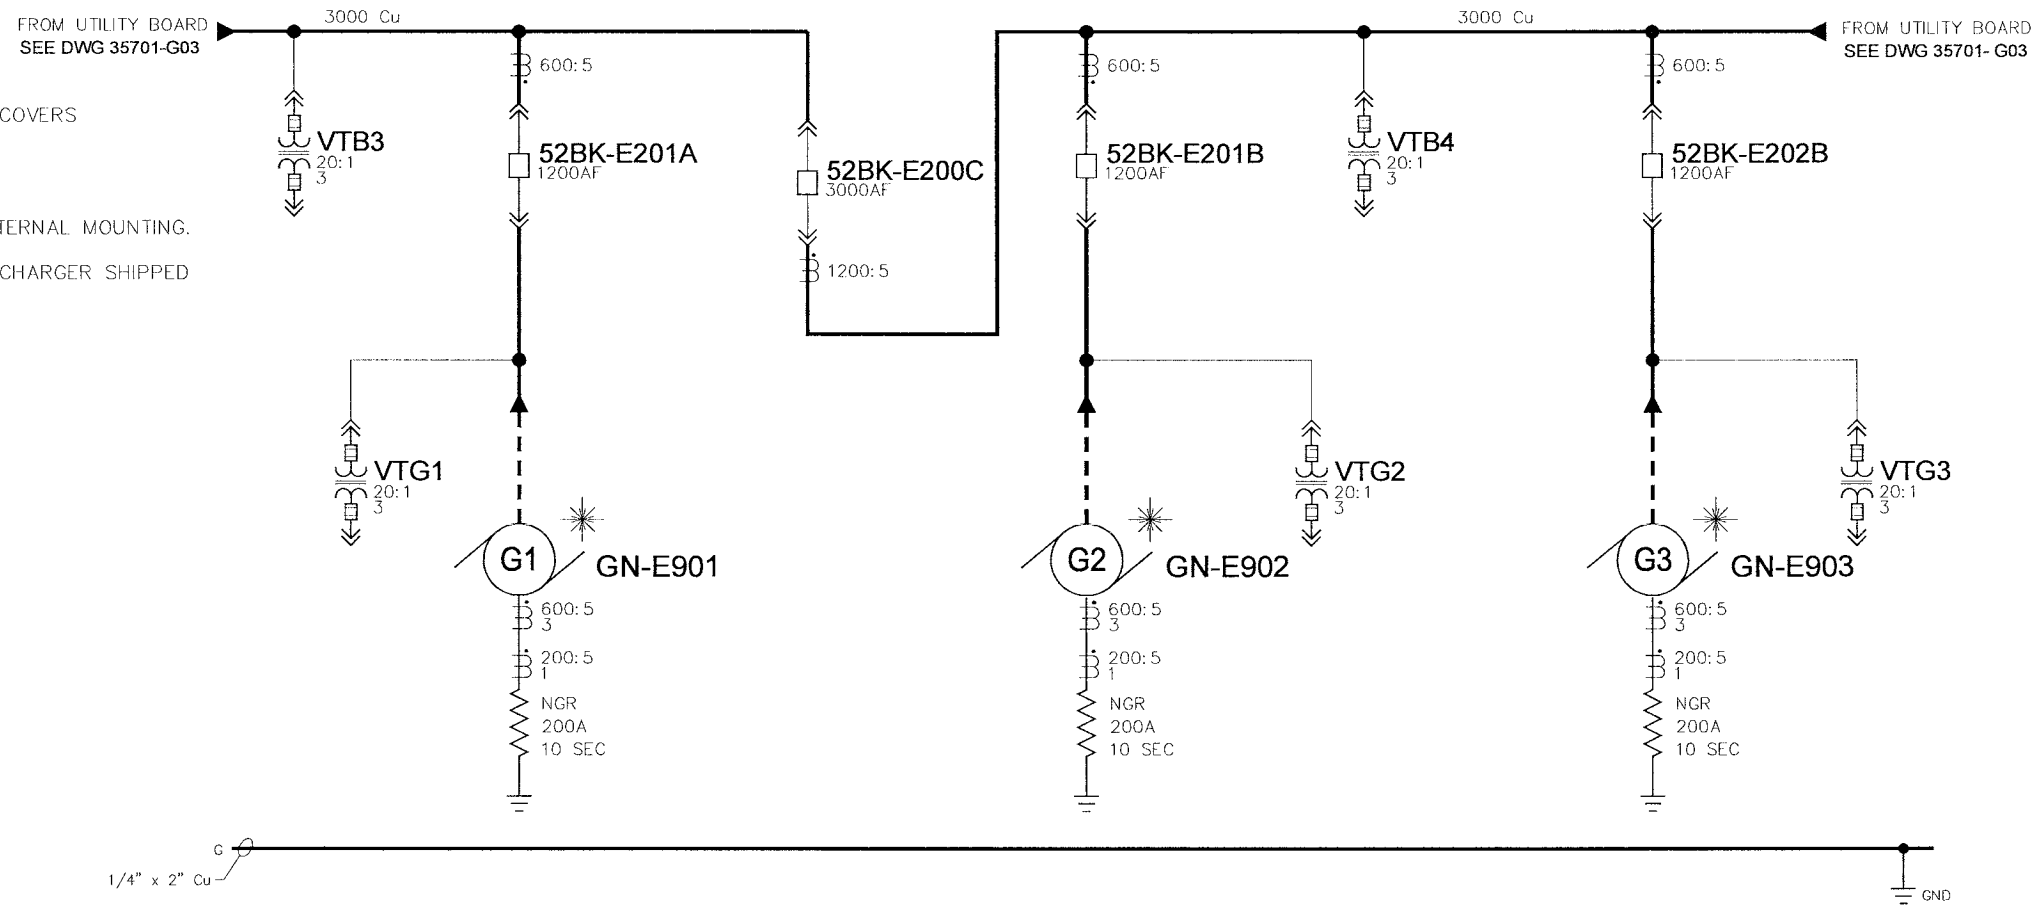 FROM UTILITY BOARD
SEE DWG 35701-G03
3000 Cu
3000 Cu
FROM UTILITY BOARD
SEE DWG 35701- G03
600:5
600:5
600:5
COVERS
VTB3
20:1
3
52BK-E201A
1200AF
52BK-E200C
3000AF
52BK-E201B
1200AF
VTB4
20:1
3
52BK-E202B
1200AF
TERNAL MOUNTING.
CHARGER SHIPPED
1200:5
VTG1
20:1
3
VTG2
20:1
3
VTG3
20:1
3
G1
GN-E901
G2
GN-E902
G3
GN-E903
600:5
3
200:5
1
NGR
200A
10 SEC
600:5
3
200:5
1
NGR
200A
10 SEC
600:5
3
200:5
1
NGR
200A
10 SEC
G
1/4" x 2" Cu
GND